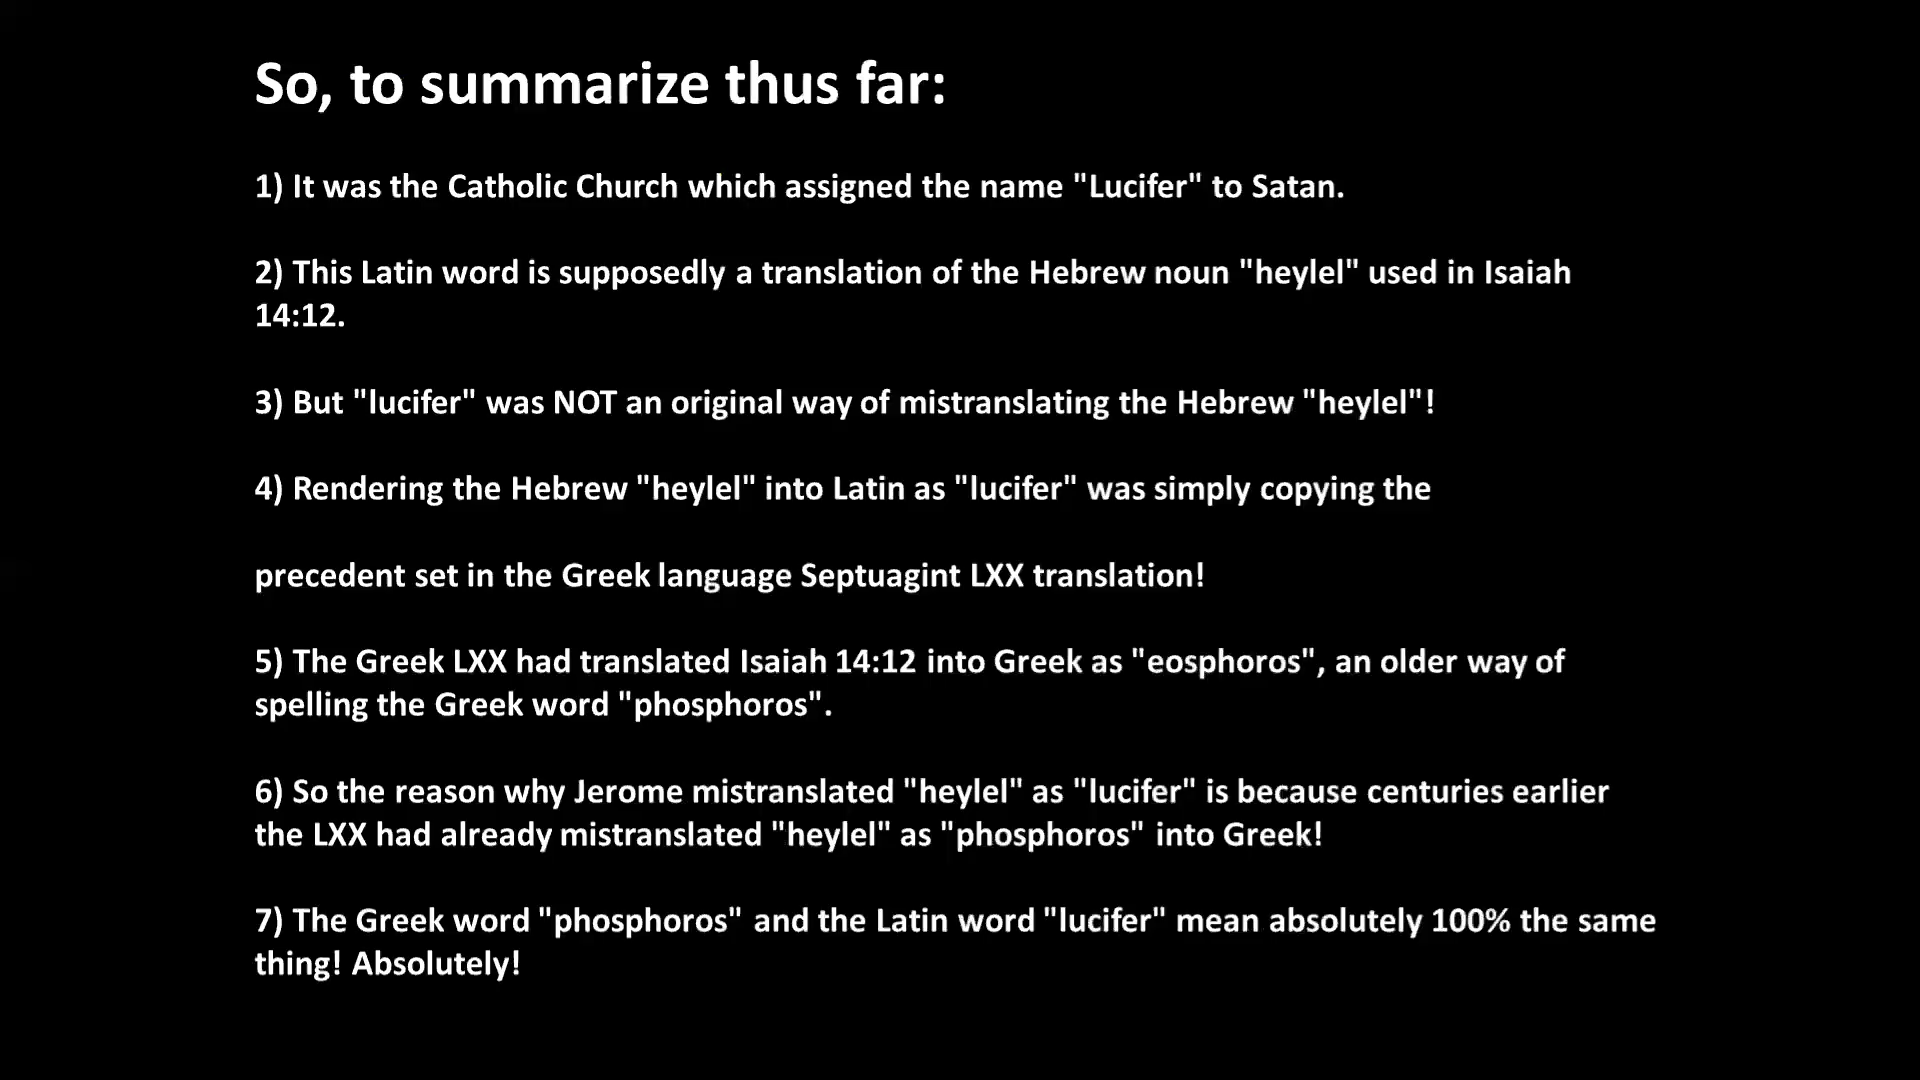 So, to summarize thus far:
1) It was the Catholic Church which assigned the name "Lucifer" to Satan.
2) This Latin word is supposedly a translation of the Hebrew noun "heylel" used in Isaiah
14:12.
3) But "lucifer" was NOT an original way of mistranslating the Hebrew "heylel"!
4) Rendering the Hebrew "heylel" into Latin as "lucifer" was simply copying the
precedent set in the Greek language Septuagint LXX translation!
5) The Greek LXX had translated Isaiah 14:12 into Greek as "eosphoros", an older way of
spelling the Greek word "phosphoros".
6) So the reason why Jerome mistranslated "heylel" as "lucifer" is because centuries earlier
the LXX had already mistranslated "heylel" as "phosphoros" into Greek!
7) The Greek word "phosphoros" and the Latin word "lucifer" mean absolutely 100% the same
thing! Absolutely!